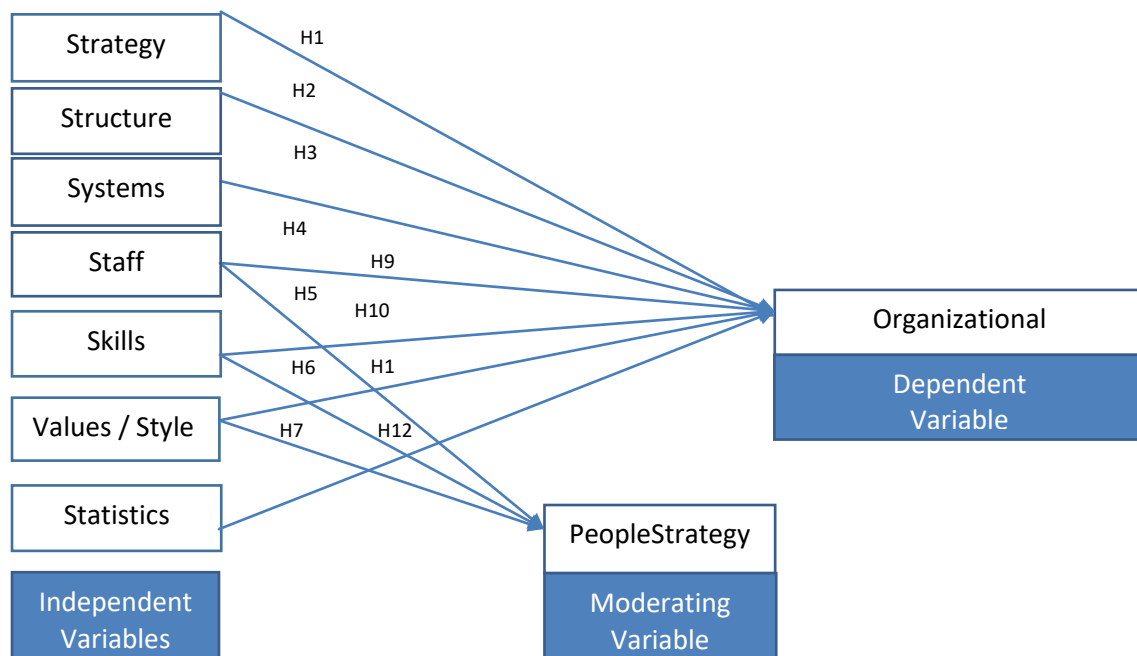 Strategy
Structure
Systems
Staff
Skills
Values / Style
Statistics
Independent
Variables
H1
H2
H3
H4
H9
H5
H10
H6
H1
H7
H12
PeopleStrategy
Moderating
Variable
Organizational
Dependent
Variable